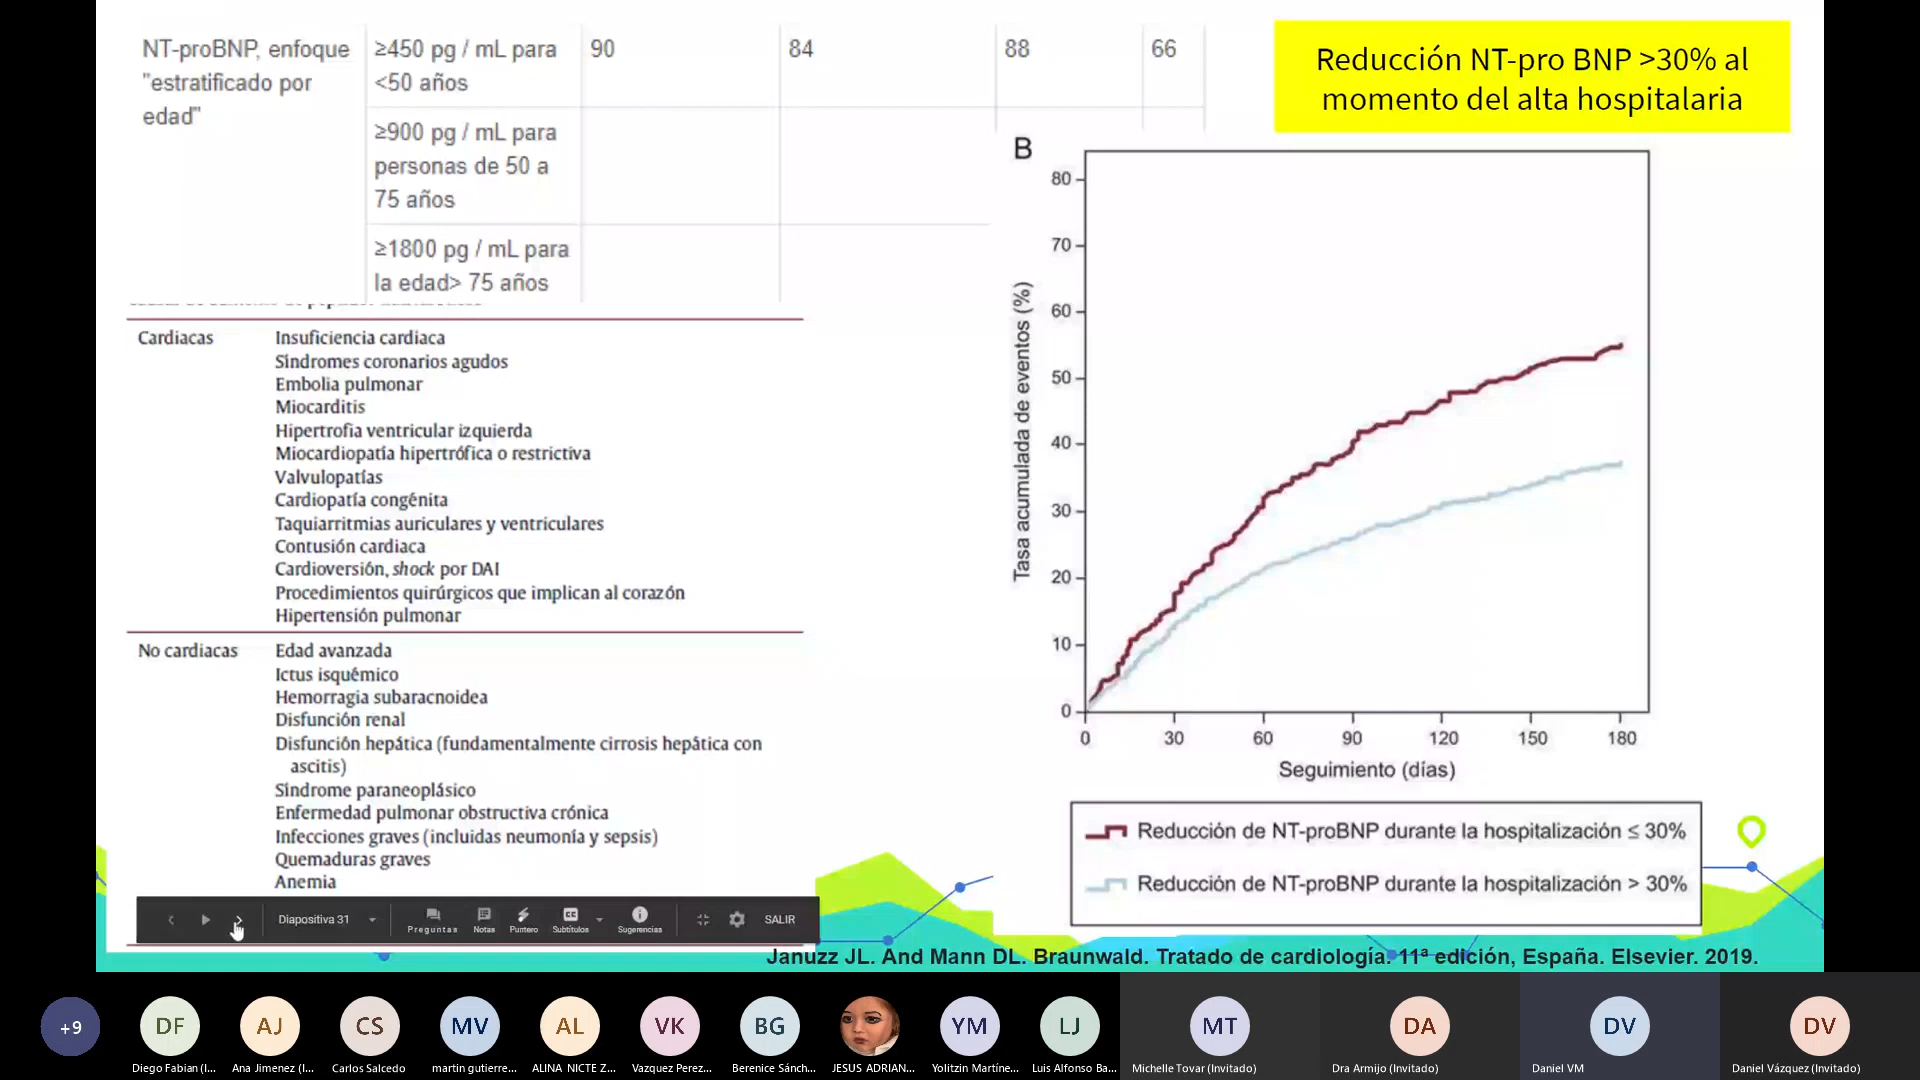 NT-proBNP, enfoque
"estratificado por
edad"
≥450 pg / mL para
<50 años
90
84
88
66
≥900 pg / mL para
personas de 50 a
75 años
≥1800 pg / mL para
la edad> 75 años
Reducción NT-pro BNP >30% al
momento del alta hospitalaria
Cardiacas
Insuficiencia cardiaca
Síndromes coronarios agudos
Embolia pulmonar
Miocarditis
Hipertrofia ventricular izquierda
Miocardiopatía hipertrófica o restrictiva
Valvulopatías
Cardiopatía congénita
Taquiarritmias auriculares y ventriculares
Contusión cardiaca
Cardioversión, shock por DAI
Procedimientos quirúrgicos que implican al corazón
Hipertensión pulmonar
No cardiacas
Edad avanzada
Ictus isquémico
Hemorragia subaracnoidea
Disfunción renal
Disfunción hepática (fundamentalmente cirrosis hepática con
ascitis)
Síndrome paraneoplásico
Enfermedad pulmonar obstructiva crónica
Infecciones graves (incluidas neumonía y sepsis)
Quemaduras graves
Anemia
B
Tasa acumulada de eventos (%)
80
70
60
50
40
30
20
10
0
0 30 60 90 120 150 180
Seguimiento (días)
Reducción de NT-proBNP durante la hospitalización ≤ 30%
Reducción de NT-proBNP durante la hospitalización > 30%
Diapositiva 31
Preguntas
Notas
Puntero
CC
Subtítulos
Sugerencias
SALIR
Januzz JL. And Mann DL. Braunwald. Tratado de cardiología. 11ª edición, España. Elsevier. 2019.
+9
DF
AJ
CS
MV
AL
VK
BG
YM
LJ
MT
DA
DV
DV
Diego Fabian (I...
Ana Jimenez (I...
Carlos Salcedo
martin gutierre...
ALINA NICTE Z...
Vazquez Perez...
Berenice Sánch...
JESUS ADRIAN...
Yolitzin Martíne...
Luis Alfonso Ba...
Michelle Tovar (Invitado)
Dra Armijo (Invitado)
Daniel VM
Daniel Vázquez (Invitado)